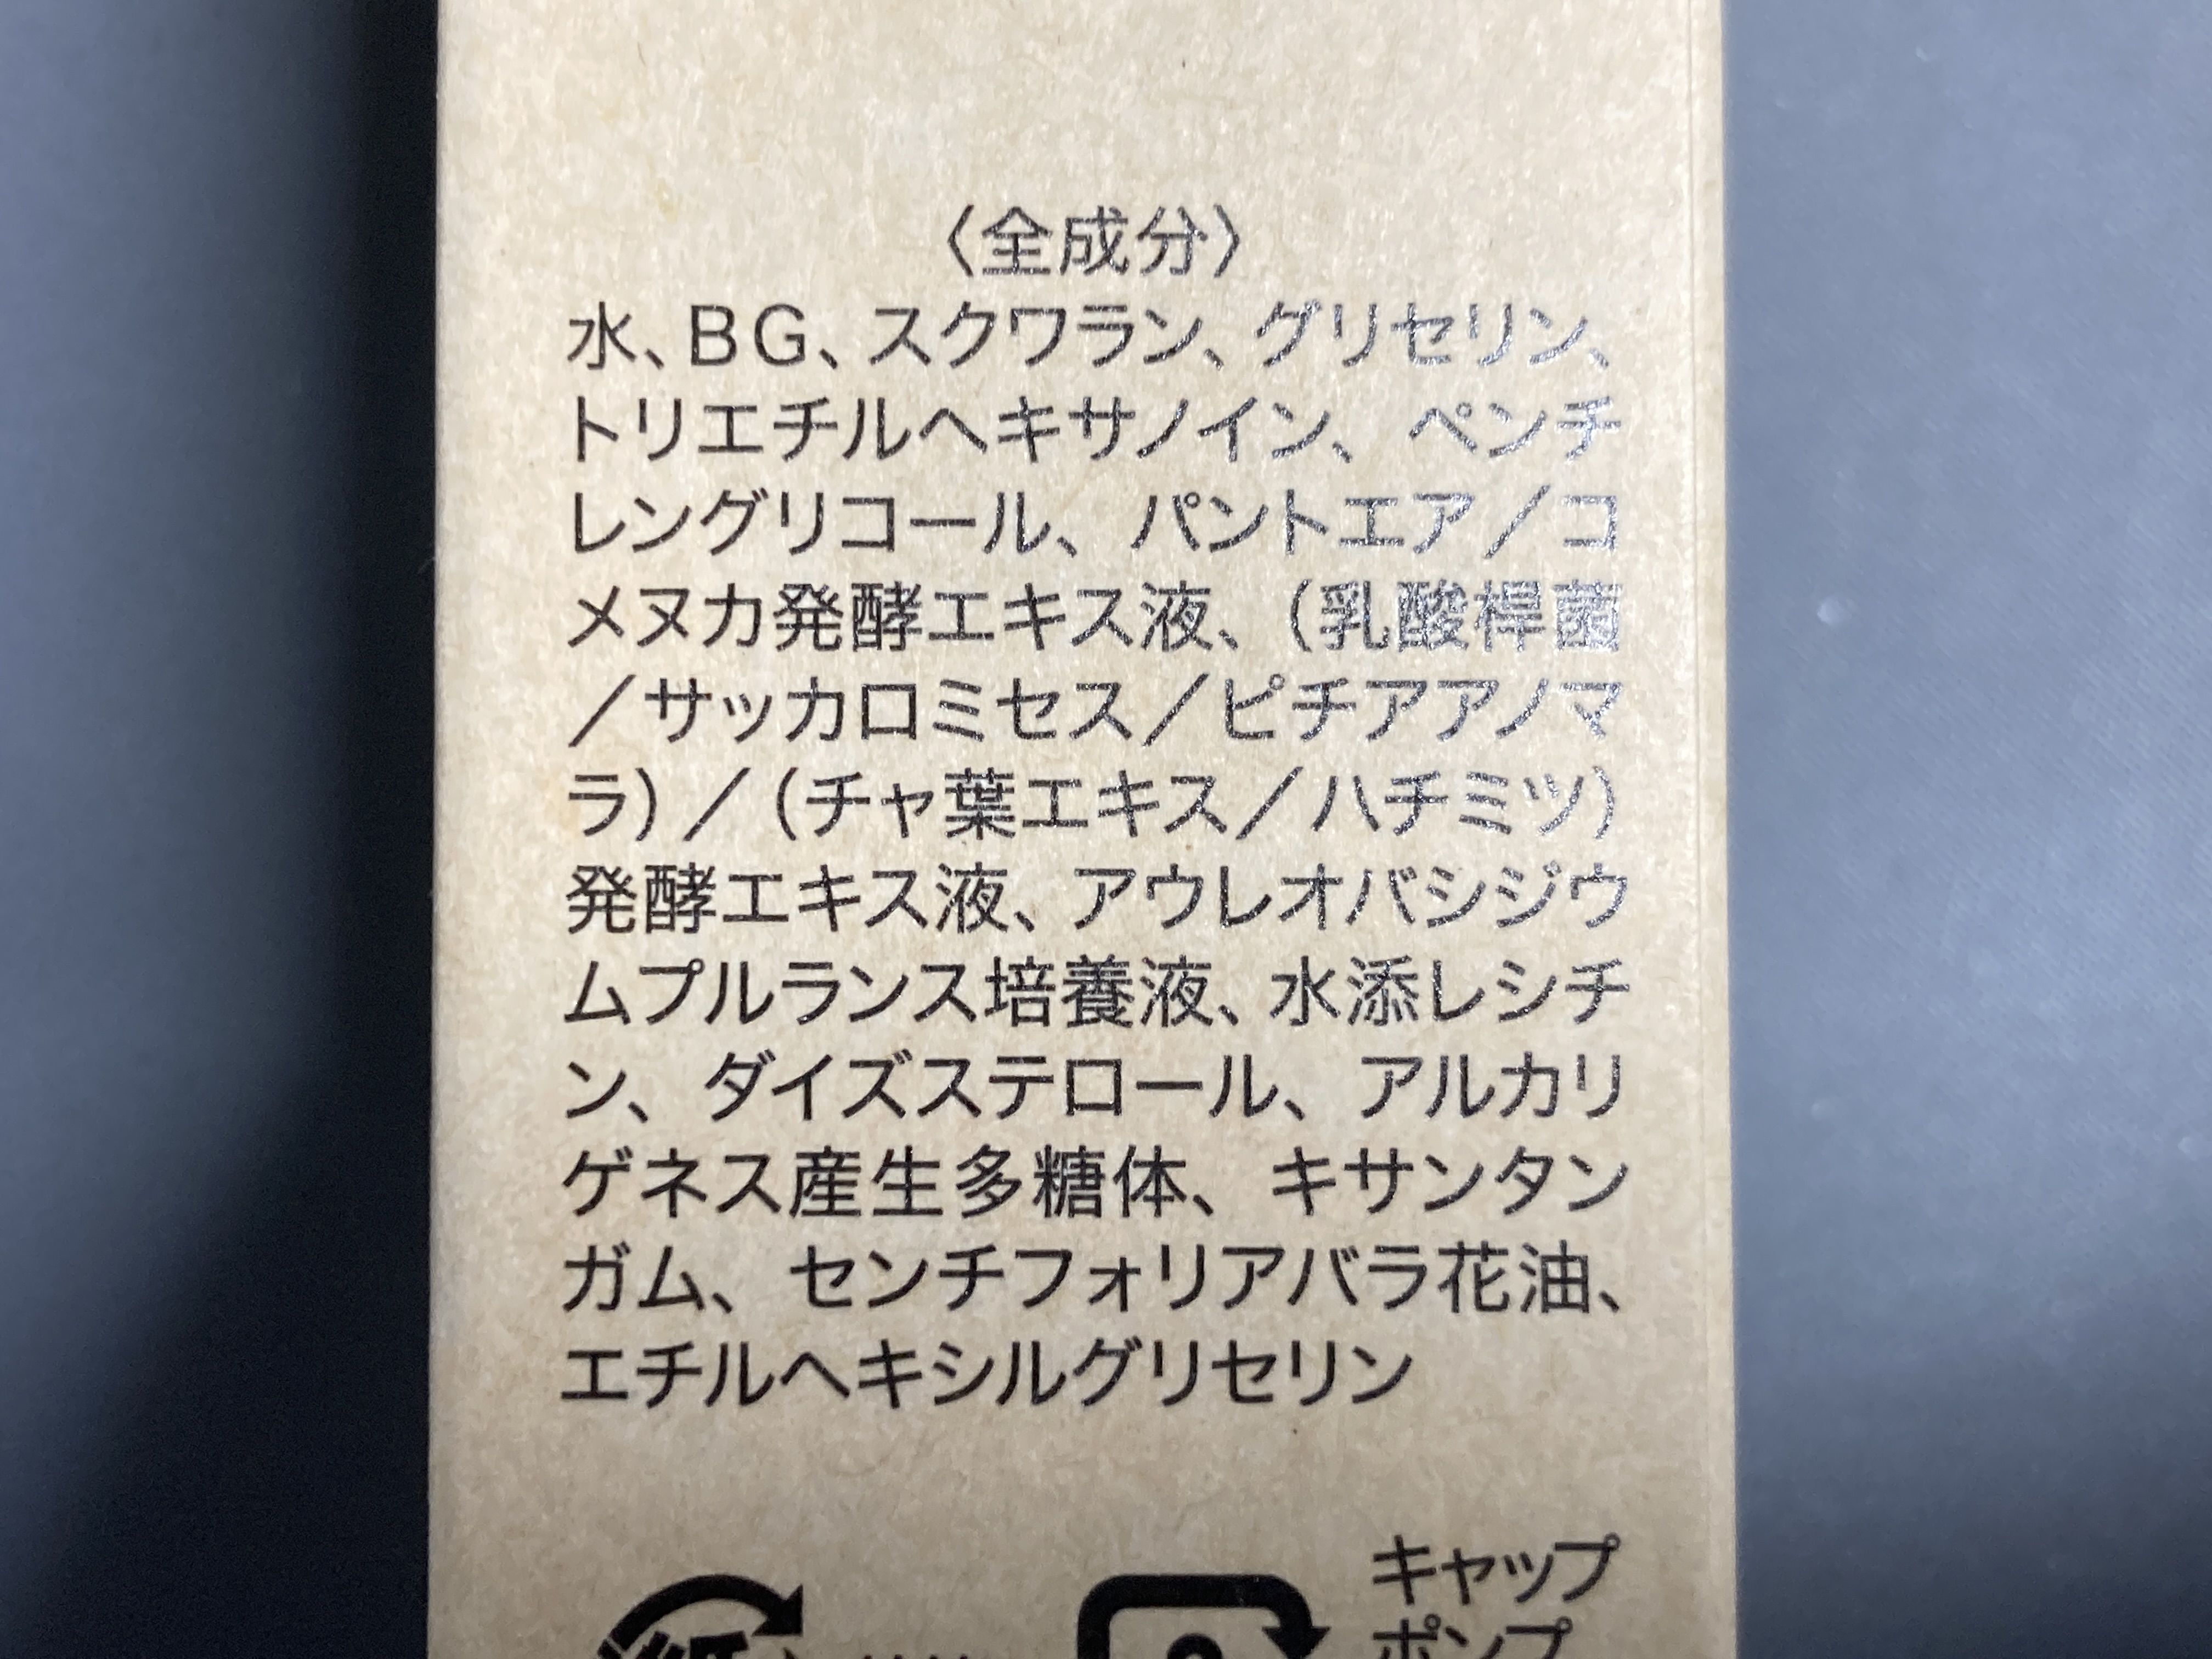 〈全成分〉
水、BG、スクワラン、グリセリン、
トリエチルヘキサノイン、ペンチ
レングリコール、パントエア／コ
メヌカ発酵エキス液、(乳酸桿菌
／サッカロミセス／ピチアアノマ
ラ)／(チャ葉エキス／ハチミツ)
発酵エキス液、アウレオバシジウ
ムプルランス培養液、水添レシチ
ン、ダイズステロール、アルカリ
ゲネス産生多糖体、キサンタン
ガム、センチフォリアバラ花油、
エチルヘキシルグリセリン
キャップ
ポンプ